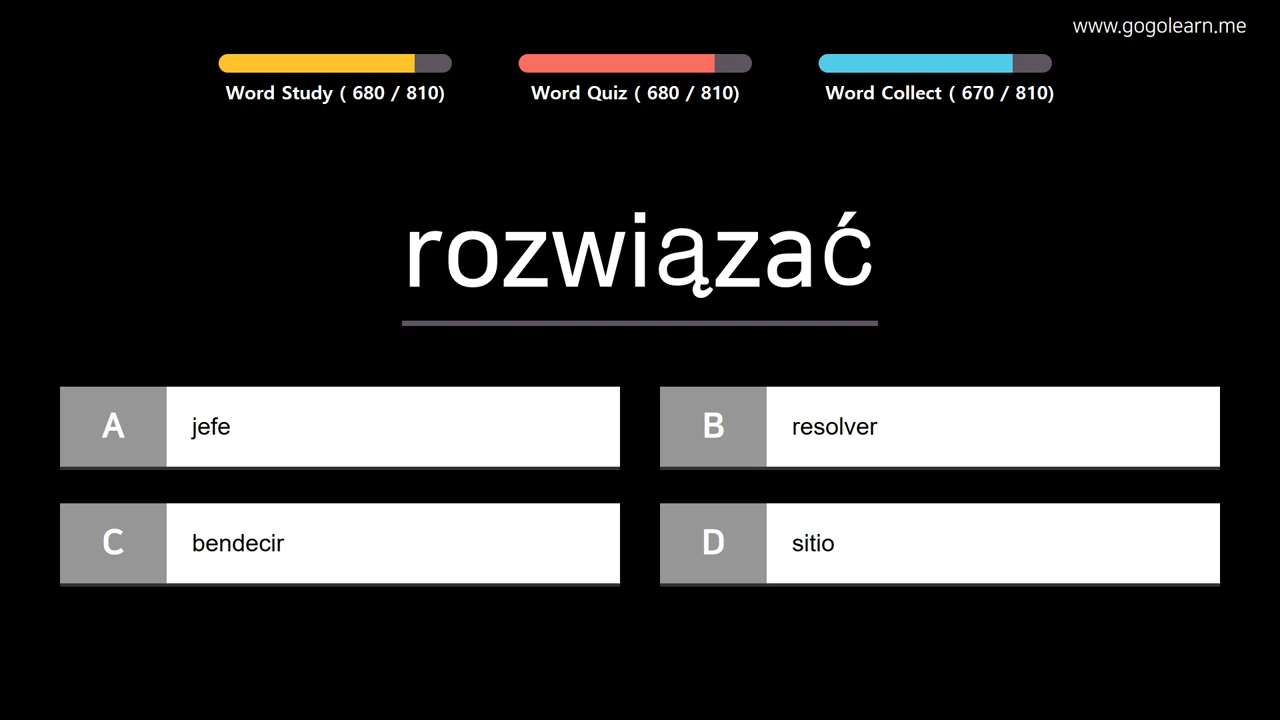 www.gogolearn.me
Word Study ( 680 / 810)
Word Quiz ( 680 / 810)
Word Collect ( 670 / 810)
rozwiązać
A jefe
B resolver
C bendecir
D sitio